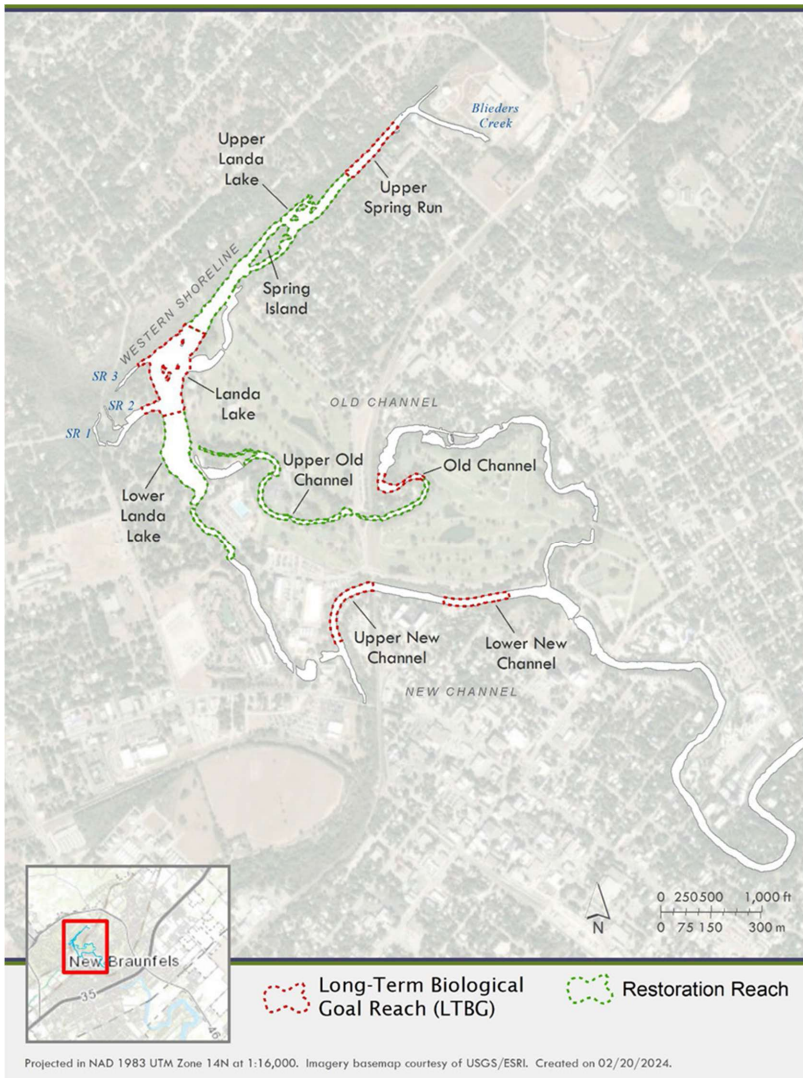 Blieders
Creek
Upper
Landa
Lake
Upper
Spring Run
WESTERN SHORELINE
Spring
Island
SR 3
SR 2
SR 1
Landa
Lake
OLD CHANNEL
Upper Old
Channel
Old Channel
Lower
Landa
Lake
Upper New
Channel
Lower New
Channel
NEW CHANNEL
N
0 250500 1,000 ft
0 75 150 300 m
New Braunfels
35
46
Long-Term Biological
Goal Reach (LTBG)
Restoration Reach
Projected in NAD 1983 UTM Zone 14N at 1:16,000. Imagery basemap courtesy of USGS/ESRI. Created on 02/20/2024.